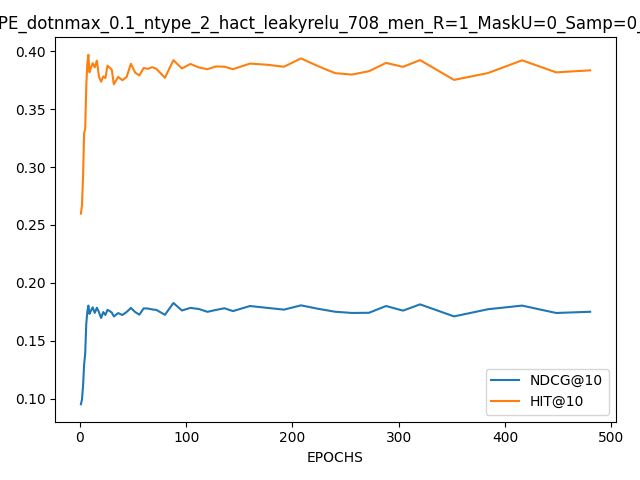 PE_dotnmax_0.1_ntype_2_hact_leakyrelu_708_men_R=1_MaskU=0_Samp=0_
0.40
0.35
0.30
0.25
0.20
0.15
0.10
NDCG@10
HIT@10
0 100 200 300 400 500
EPOCHS